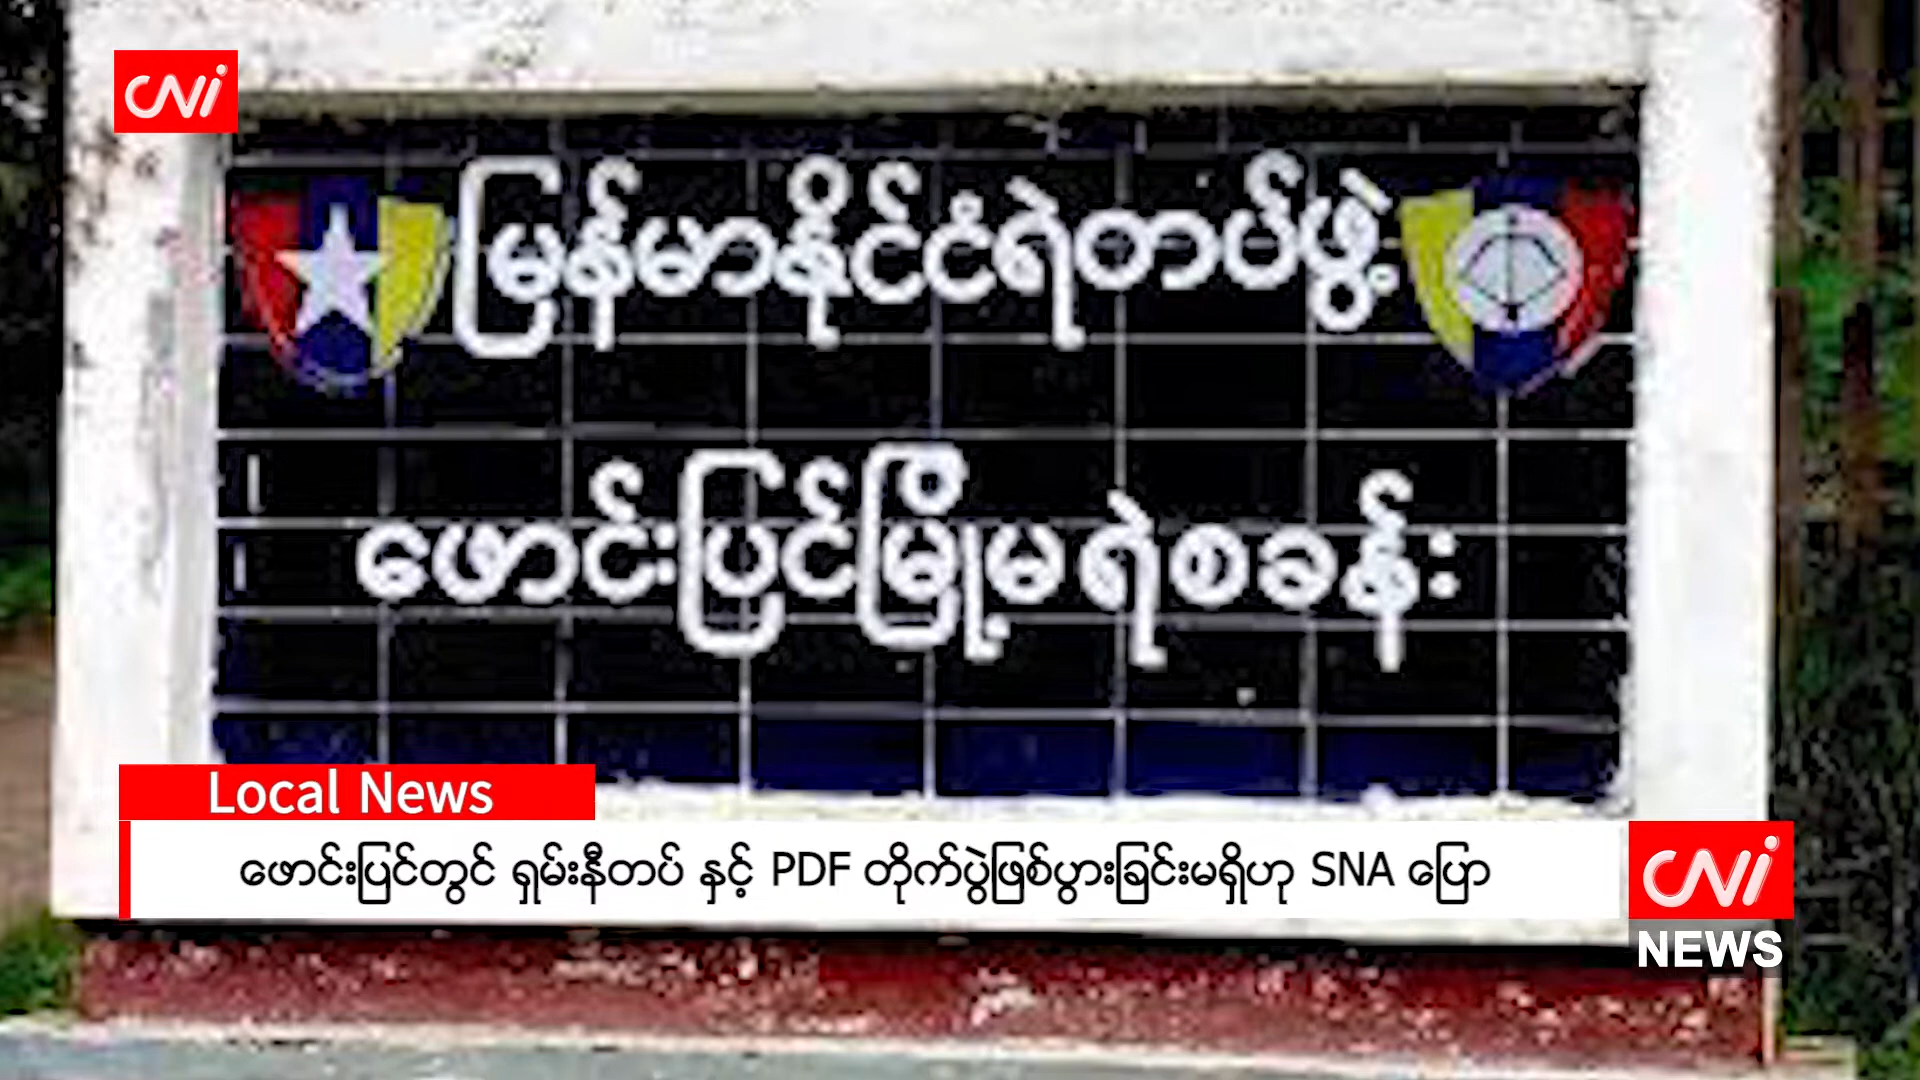 CNi
မြန်မာနိုင်ငံရဲတပ်ဖွဲ့
ဖောင်းပြင်မြို့မရဲစခန်း
Local News
ဖောင်းပြင်တွင် ရှမ်းနီတပ် နှင့် PDF တိုက်ပွဲဖြစ်ပွားခြင်းမရှိဟု SNA ပြော
CNi
NEWS